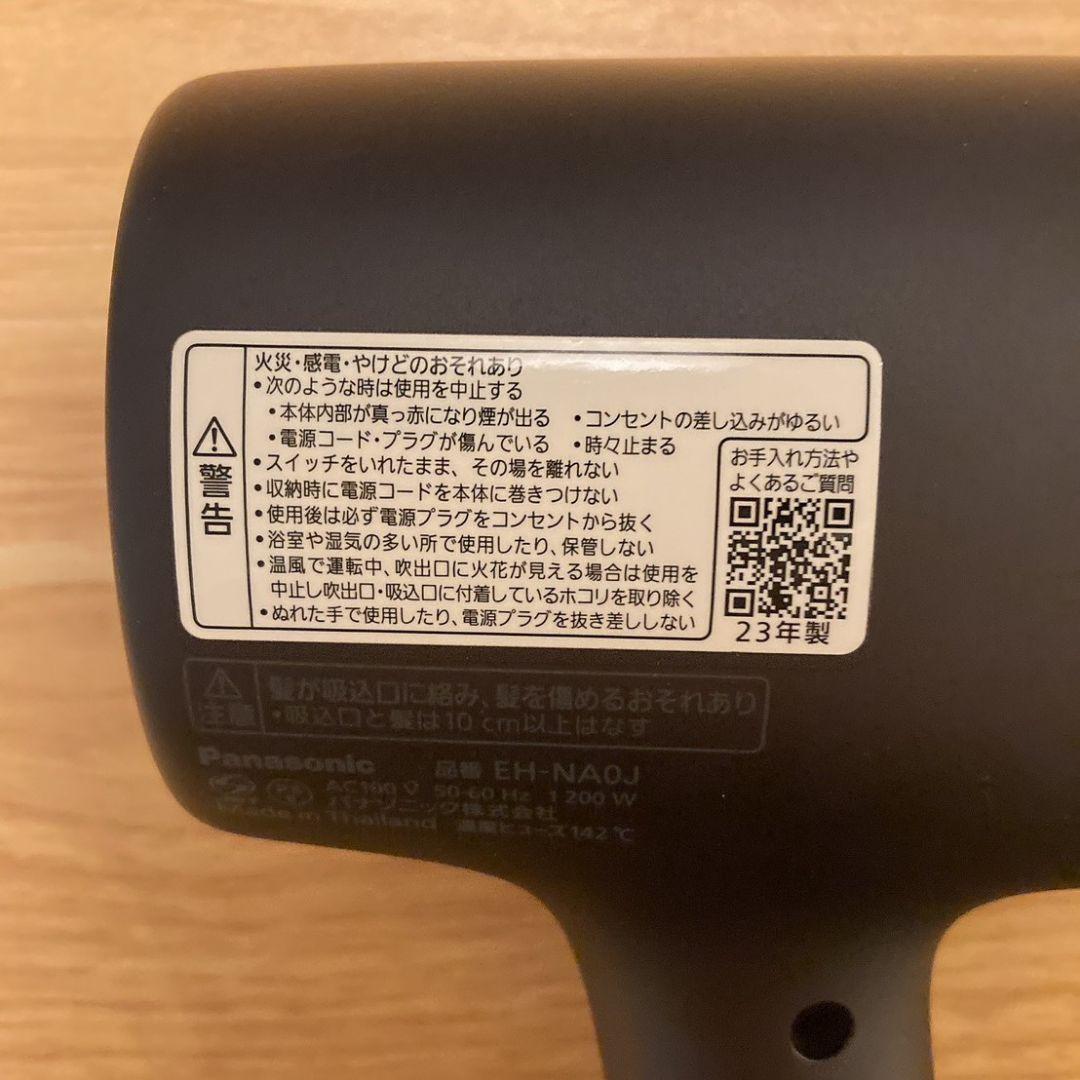 警告
火災・感電・やけどのおそれあり
•次のような時は使用を中止する
•本体内部が真っ赤になり煙が出る •コンセントの差し込みがゆるい
•電源コード・プラグが傷んでいる •時々止まる
•スイッチをいれたまま、その場を離れない
•収納時に電源コードを本体に巻きつけない
•使用後は必ず電源プラグをコンセントから抜く
•浴室や湿気の多い所で使用したり、保管しない
•温風で運転中、吹出口に火花が見える場合は使用を
中止し吹出口・吸込口に付着しているホコリを取り除く
•ぬれた手で使用したり、電源プラグを抜き差ししない
お手入れ方法や
よくあるご質問
23年製
注意
髪が吸込口に絡み、髪を傷めるおそれあり
•吸込口と髪は10 cm以上はなす
Panasonic 品番 EH-NA0J
AC100 V 50-60 Hz 1 200 W
パナソニック株式会社
Made in Thailand 温度ヒューズ142 ℃